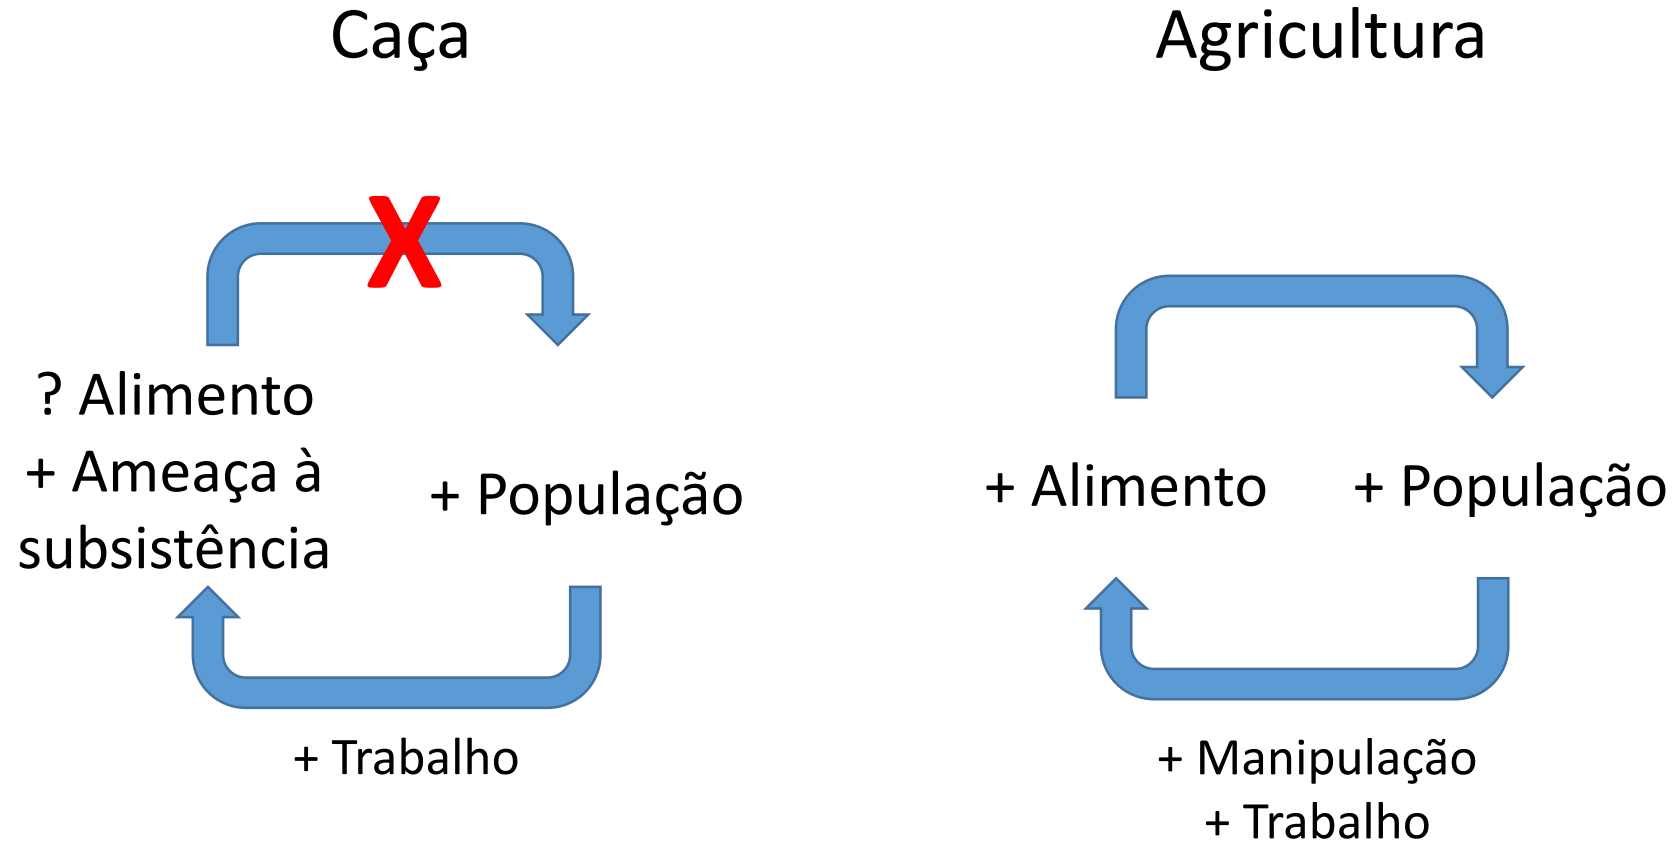 Caça
Agricultura
X
? Alimento
+ Ameaça à
subsistência
+ População
+ Trabalho
+ Alimento
+ População
+ Manipulação
+ Trabalho